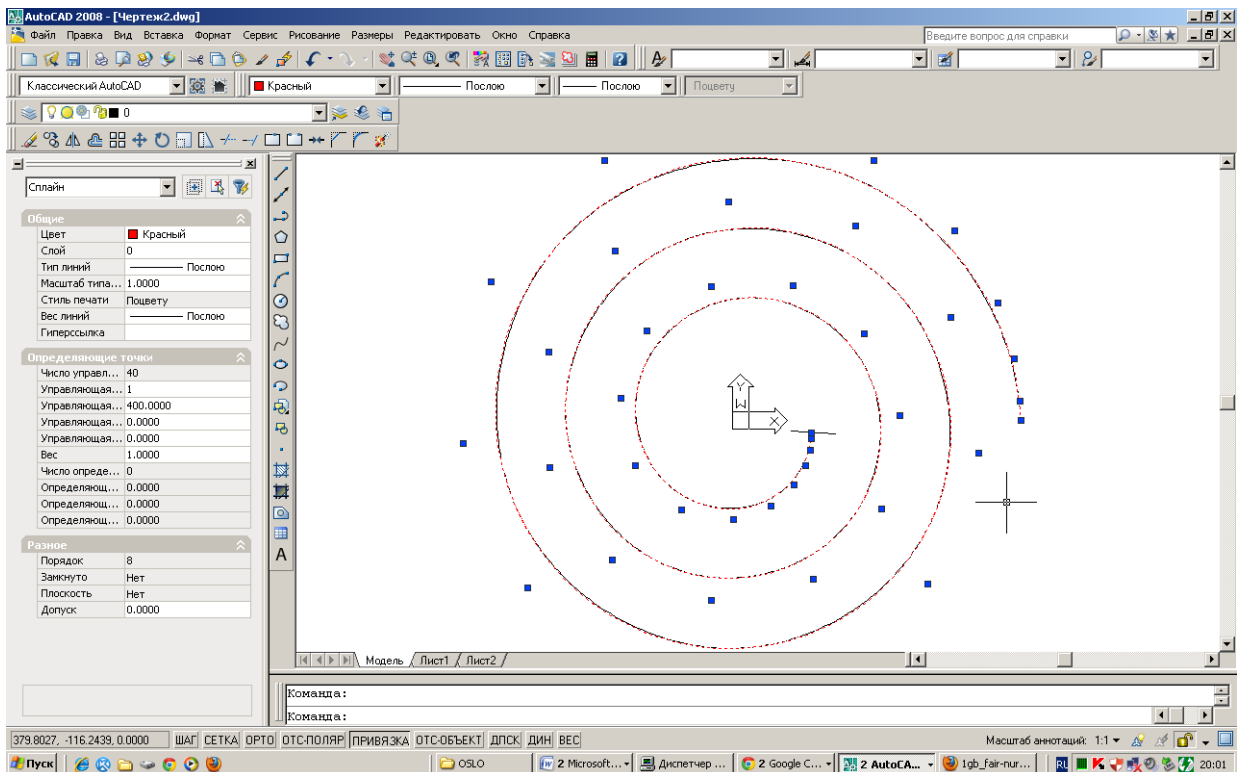 AutoCAD 2008 - [Чертеж2.dwg]
Файл Правка Вид Вставка Формат Сервис Рисование Размеры Редактировать Окно Справка
Введите вопрос для справки
Классический AutoCAD
Красный
Послою
Послою
Поцвету
0
Сплайн
Общие
Цвет Красный
Слой 0
Тип линий Послою
Масштаб типа... 1.0000
Стиль печати Поцвету
Вес линий Послою
Гиперссылка
Определяющие точки
Число управл... 40
Управляющая... 1
Управляющая... 400.0000
Управляющая... 0.0000
Управляющая... 0.0000
Вес 1.0000
Число опреде... 0
Определяющ... 0.0000
Определяющ... 0.0000
Определяющ... 0.0000
Разное
Порядок 8
Замкнуто Нет
Плоскость Нет
Допуск 0.0000
A
Y
W
X
Модель Лист1 Лист2
Команда:
Команда:
379.8027, -116.2439, 0.0000 ШАГ СЕТКА ОРТО ОТС-ПОЛЯР ПРИВЯЗКА ОТС-ОБЪЕКТ ДПСК ДИН ВЕС Масштаб аннотаций: 1:1
Пуск OSLO 2 Microsoft... Диспетчер ... 2 Google C... 2 AutoCA... 1gb_fair-nur... RL 20:01